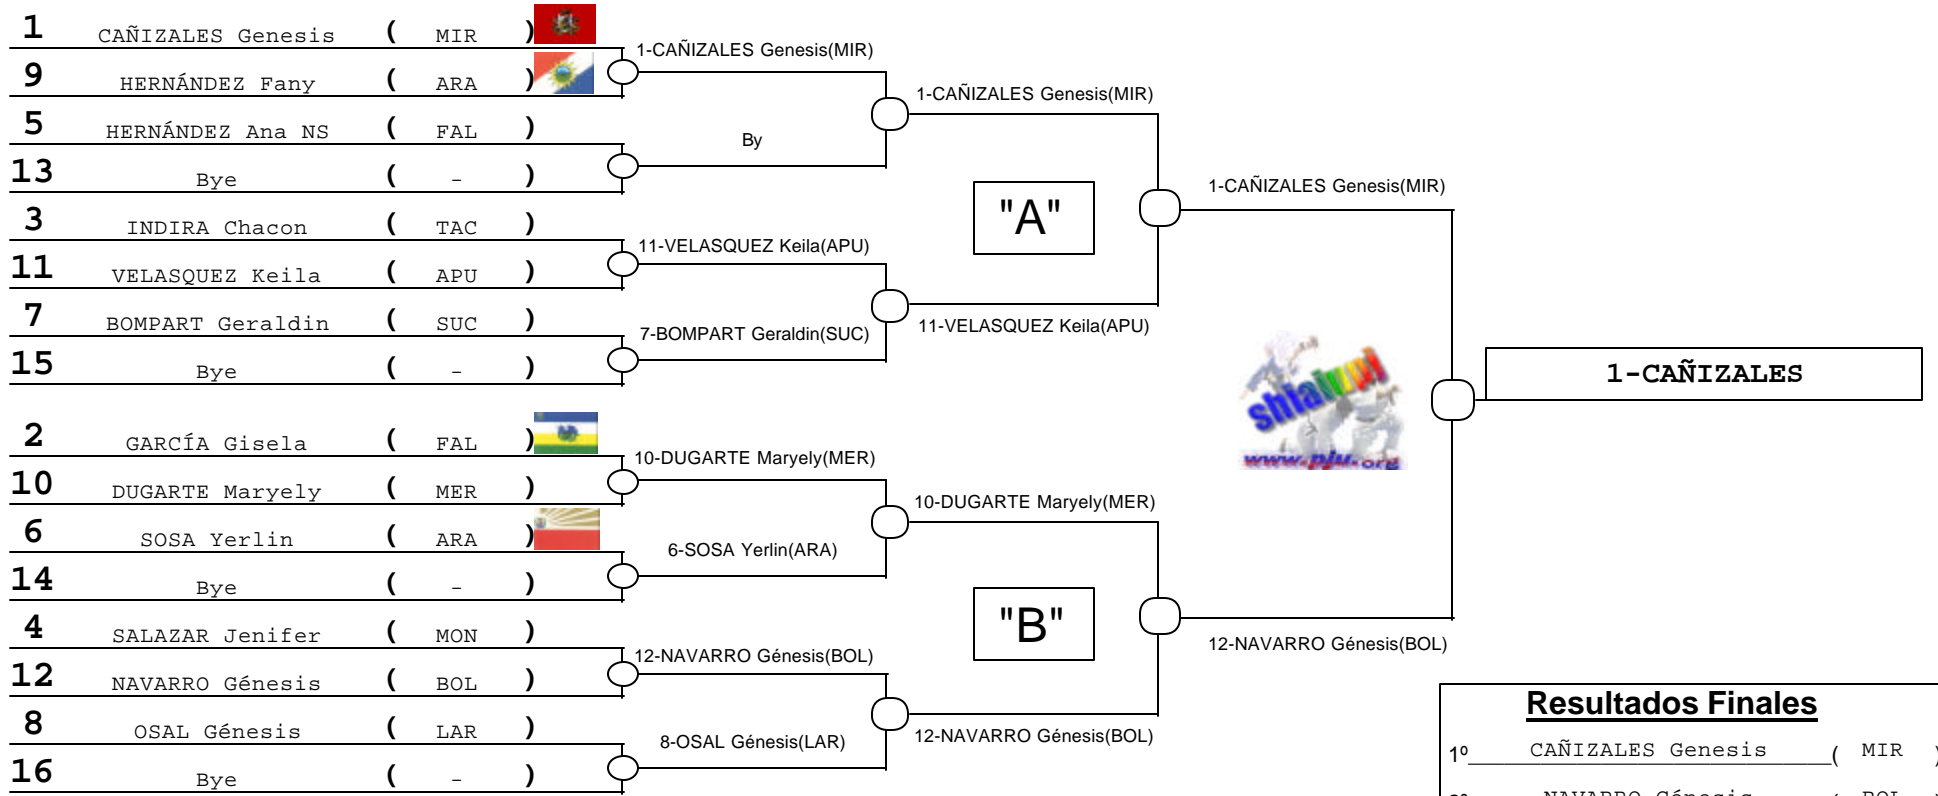 1 CAÑIZALES Genesis ( MIR )
9 HERNÁNDEZ Fany ( ARA )
5 HERNÁNDEZ Ana NS ( FAL )
13 Bye ( - )
3 INDIRA Chacon ( TAC )
11 VELASQUEZ Keila ( APU )
7 BOMPART Geraldin ( SUC )
15 Bye ( - )
2 GARCÍA Gisela ( FAL )
10 DUGARTE Maryely ( MER )
6 SOSA Yerlin ( ARA )
14 Bye ( - )
4 SALAZAR Jenifer ( MON )
12 NAVARRO Génesis ( BOL )
8 OSAL Génesis ( LAR )
16 Bye ( - )
1-CAÑIZALES Genesis(MIR)
By
11-VELASQUEZ Keila(APU)
7-BOMPART Geraldin(SUC)
10-DUGARTE Maryely(MER)
6-SOSA Yerlin(ARA)
12-NAVARRO Génesis(BOL)
8-OSAL Génesis(LAR)
1-CAÑIZALES Genesis(MIR)
"A"
11-VELASQUEZ Keila(APU)
10-DUGARTE Maryely(MER)
"B"
12-NAVARRO Génesis(BOL)
1-CAÑIZALES Genesis(MIR)
shiaiupj
www.pju.org
12-NAVARRO Génesis(BOL)
1-CAÑIZALES
Resultados Finales
1º CAÑIZALES Genesis ( MIR )
NAVARRO Génesis ( BOL )